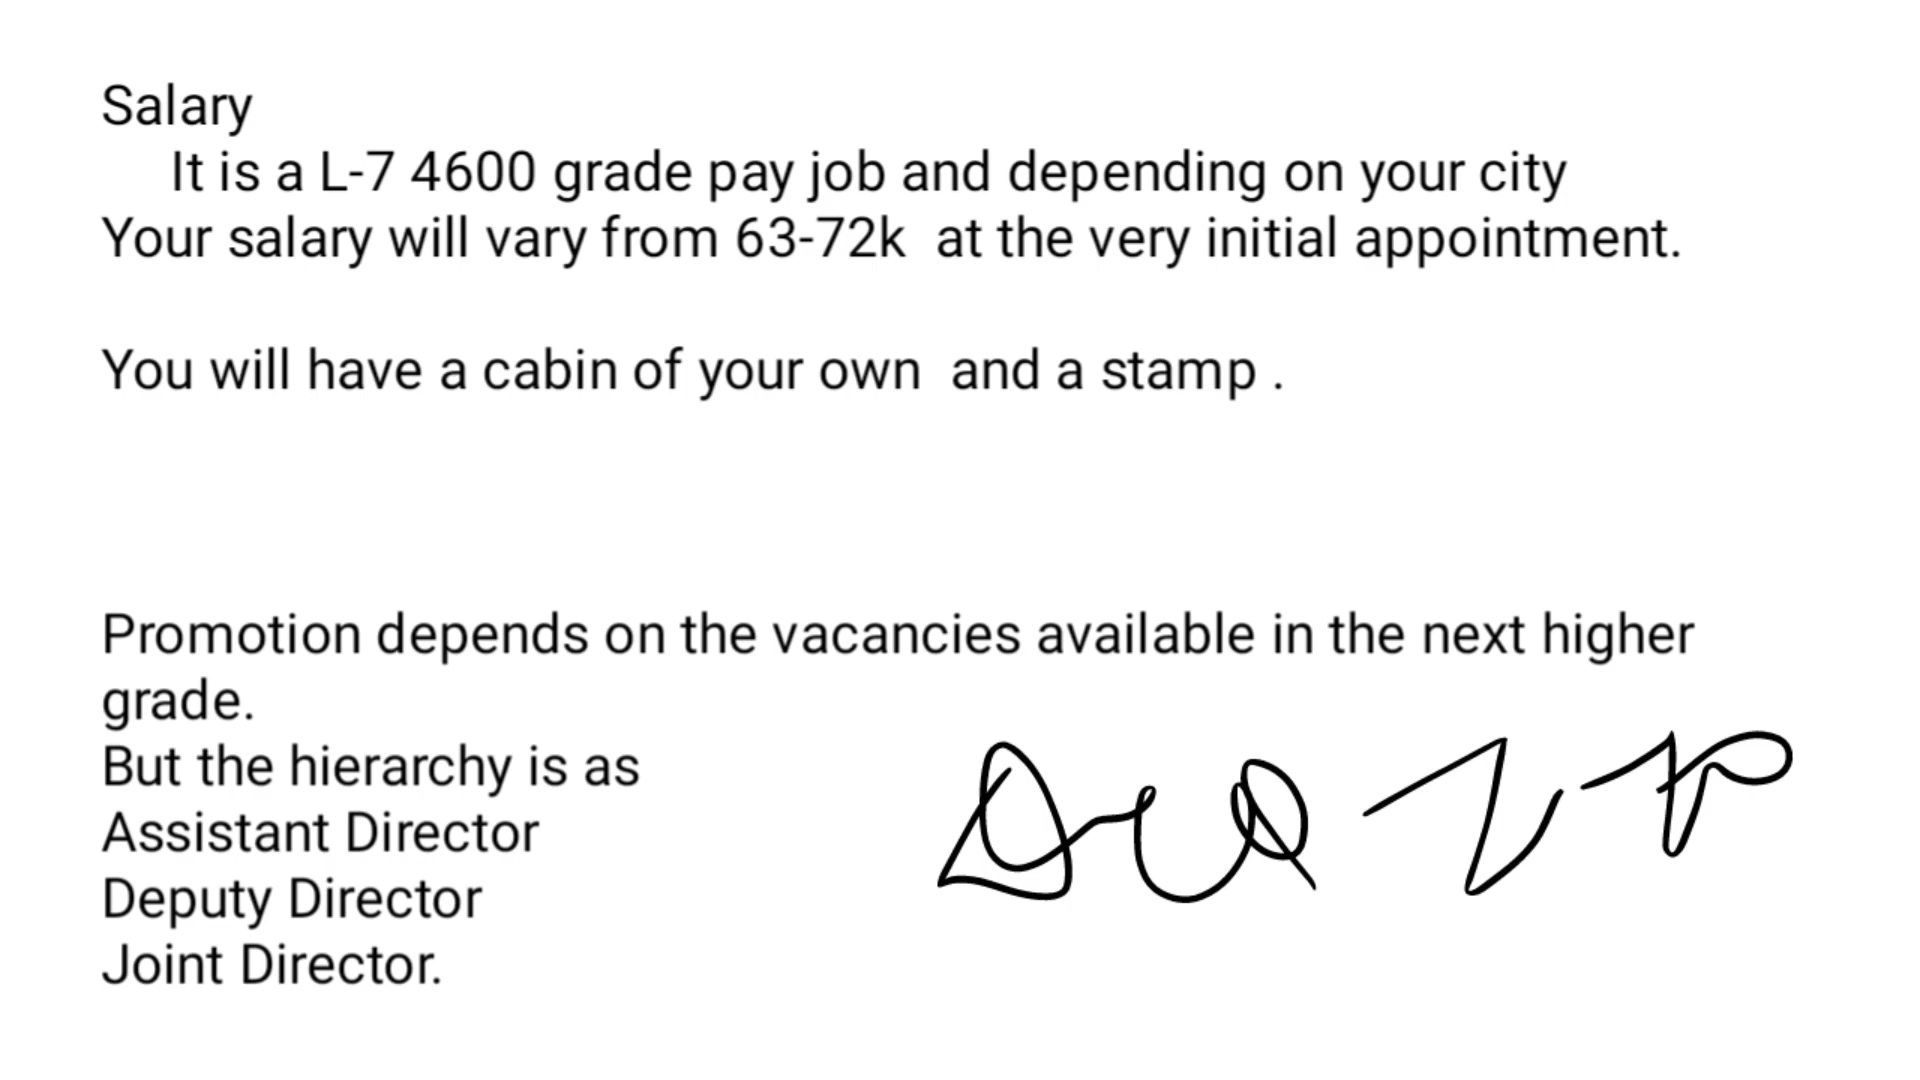 Salary
It is a L-7 4600 grade pay job and depending on your city
Your salary will vary from 63-72k at the very initial appointment.
You will have a cabin of your own and a stamp .
Promotion depends on the vacancies available in the next higher
grade.
But the hierarchy is as
Assistant Director
Deputy Director
Joint Director.